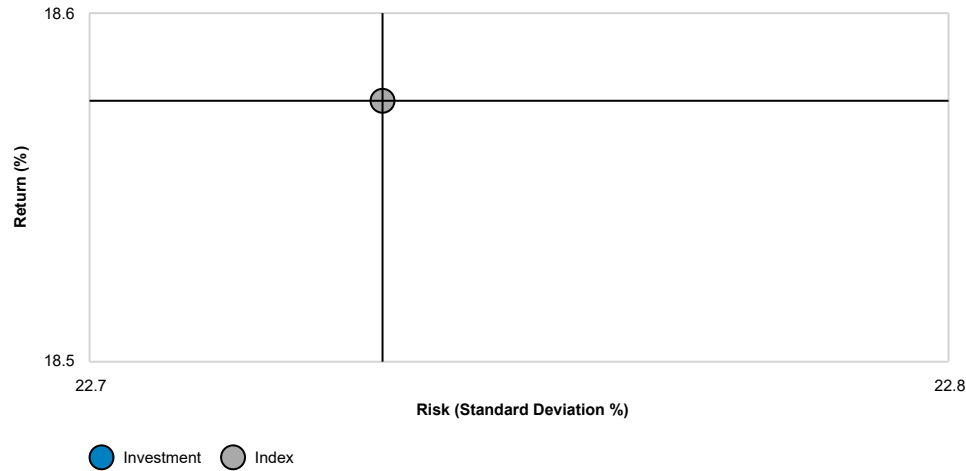 18.6
Return (%)
18.5
22.7
22.8
Risk (Standard Deviation %)
Investment
Index